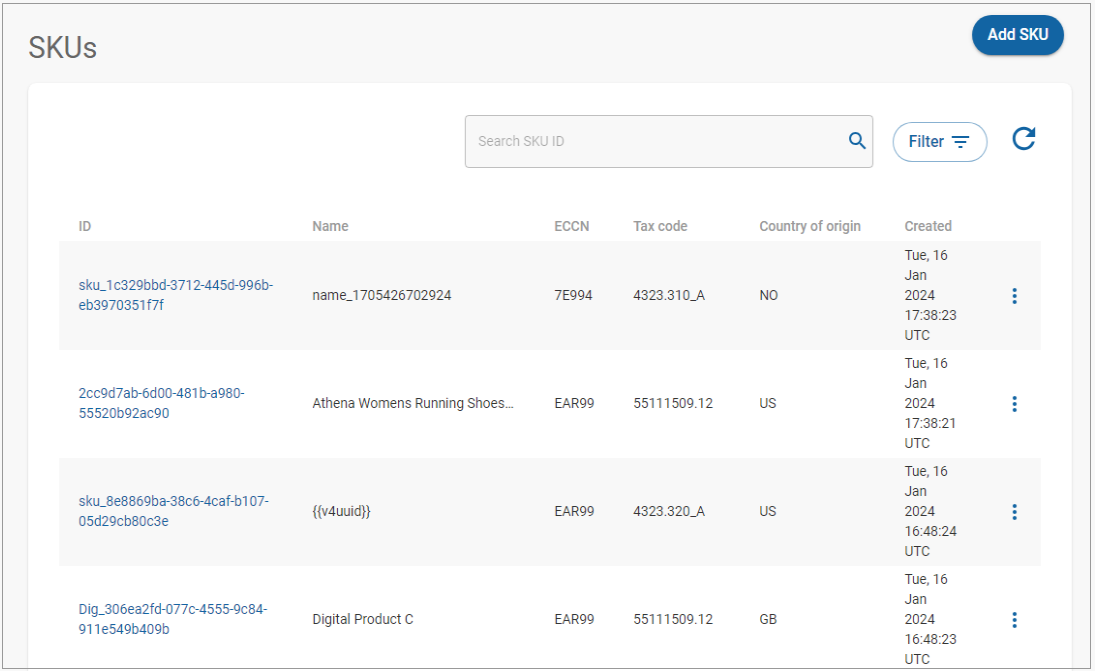 SKUs
Add SKU
Search SKU ID
Filter
ID Name ECCN Tax code Country of origin Created
sku_1c329bbd-3712-445d-996b-
eb3970351f7f
name_1705426702924
7E994
4323.310_A
NO
Tue, 16
Jan
2024
17:38:23
UTC
2cc9d7ab-6d00-481b-a980-
55520b92ac90
Athena Womens Running Shoes...
EAR99
55111509.12
US
Tue, 16
Jan
2024
17:38:21
UTC
sku_8e8869ba-38c6-4caf-b107-
05d29cb80c3e
{{v4uuid}}
EAR99
4323.320_A
US
Tue, 16
Jan
2024
16:48:24
UTC
Dig_306ea2fd-077c-4555-9c84-
911e549b409b
Digital Product C
EAR99
55111509.12
GB
Tue, 16
Jan
2024
16:48:23
UTC